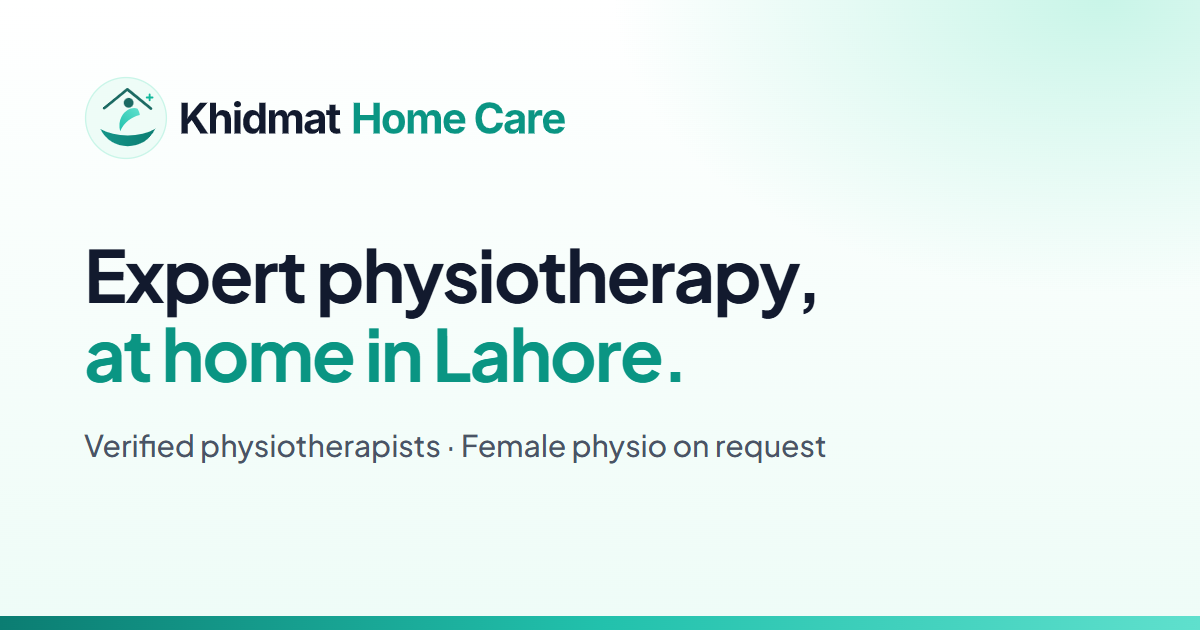 Khidmat Home Care
Expert physiotherapy,
at home in Lahore.
Verified physiotherapists · Female physio on request